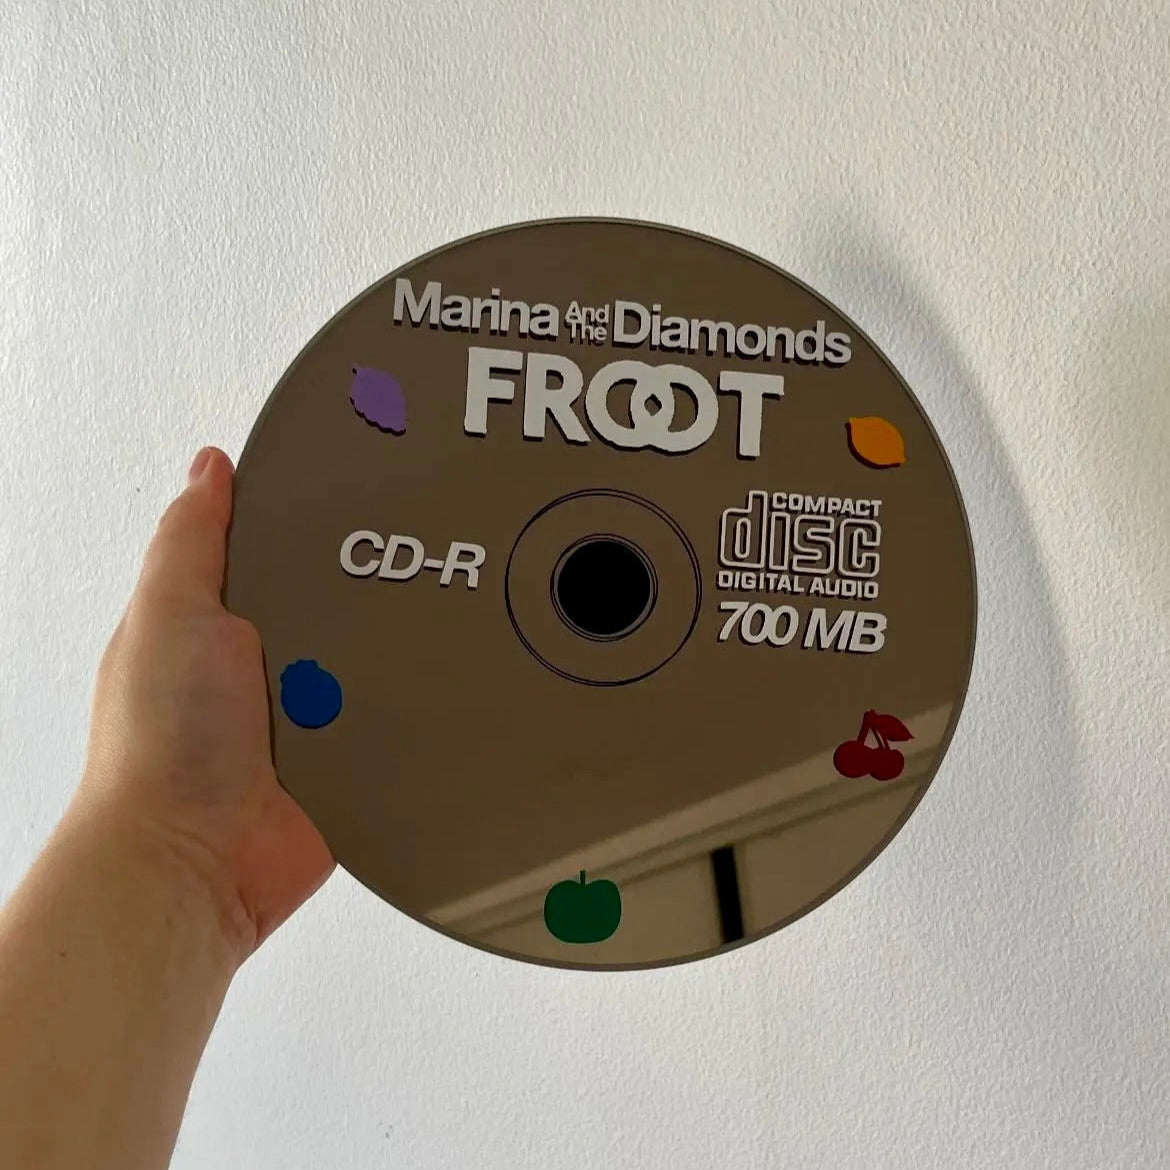 Marina And The Diamonds
FROOT
CD-R
COMPACT
disc
DIGITAL AUDIO
700 MB